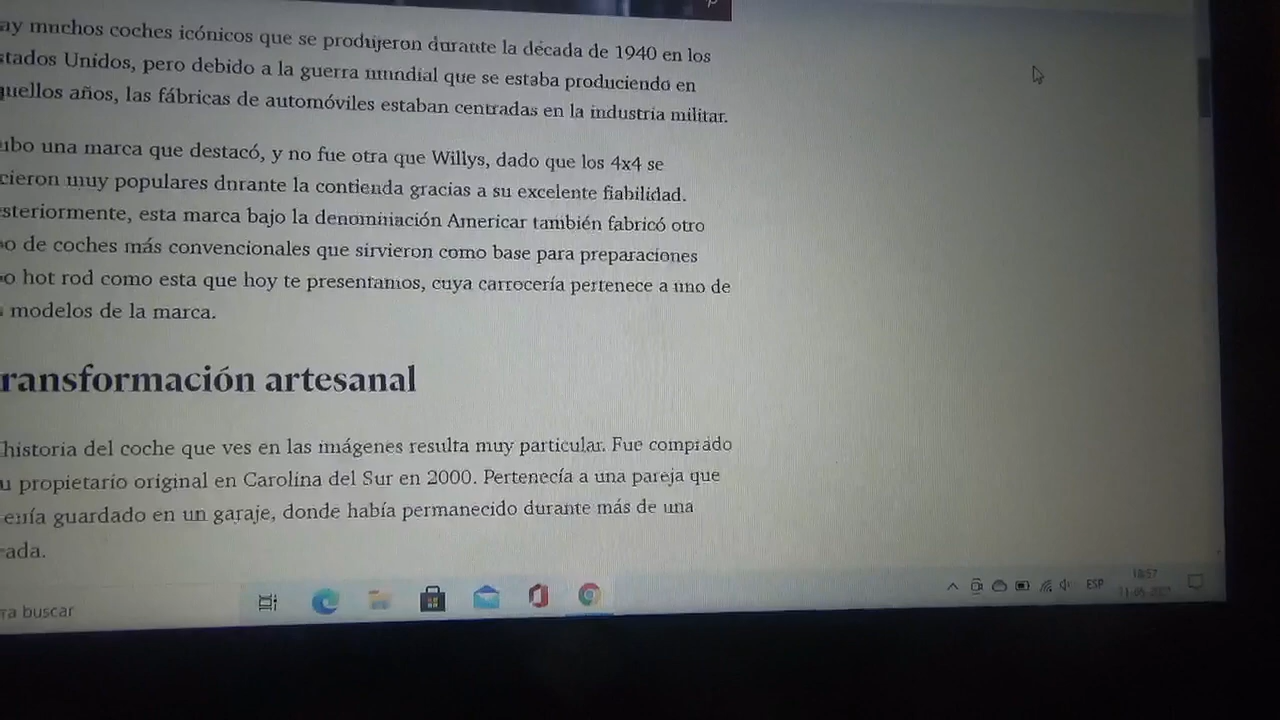 ay muchos coches icónicos que se produjeron durante la década de 1940 en los
stados Unidos, pero debido a la guerra mundial que se estaba produciendo en
quellos años, las fábricas de automóviles estaban centradas en la industria militar.
ubo una marca que destacó, y no fue otra que Willys, dado que los 4x4 se
cieron muy populares durante la contienda gracias a su excelente fiabilidad.
steriormente, esta marca bajo la denominación Americar también fabricó otro
o de coches más convencionales que sirvieron como base para preparaciones
o hot rod como esta que hoy te presentamos, cuya carrocería pertenece a uno de
modelos de la marca.
ransformación artesanal
historia del coche que ves en las imágenes resulta muy particular. Fue comprado
u propietario original en Carolina del Sur en 2000. Pertenecía a una pareja que
enía guardado en un garaje, donde había permanecido durante más de una
ada.
ra buscar
ESP
18:57